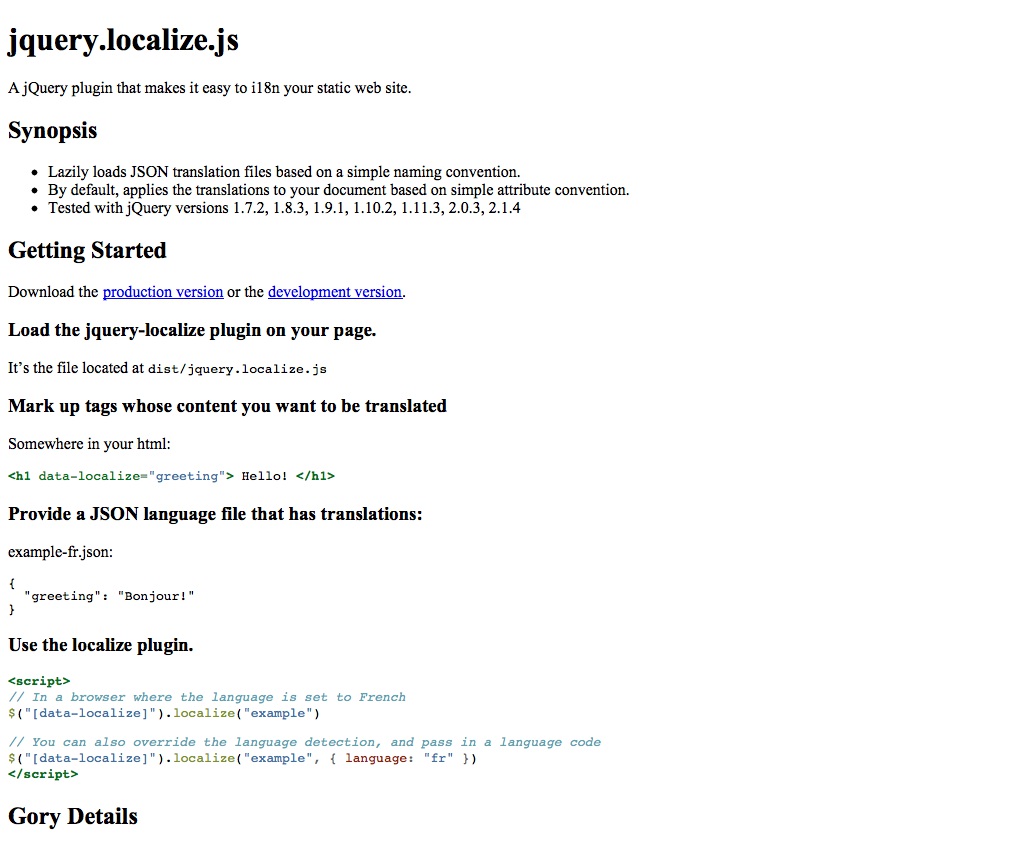 jquery.localize.js
A jQuery plugin that makes it easy to i18n your static web site.
Synopsis
• Lazily loads JSON translation files based on a simple naming convention.
• By default, applies the translations to your document based on simple attribute convention.
• Tested with jQuery versions 1.7.2, 1.8.3, 1.9.1, 1.10.2, 1.11.3, 2.0.3, 2.1.4
Getting Started
Download the production version or the development version.
Load the jquery-localize plugin on your page.
It’s the file located at dist/jquery.localize.js
Mark up tags whose content you want to be translated
Somewhere in your html:
<h1 data-localize="greeting"> Hello! </h1>
Provide a JSON language file that has translations:
example-fr.json:
{
  "greeting": "Bonjour!"
}
Use the localize plugin.
<script>
// In a browser where the language is set to French
$("[data-localize]").localize("example")
// You can also override the language detection, and pass in a language code
$("[data-localize]").localize("example", { language: "fr" })
</script>
Gory Details